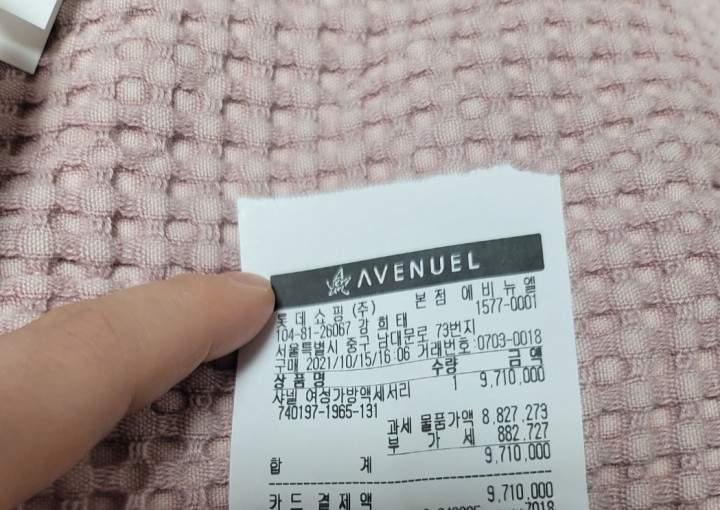 AVENUEL
롯데쇼핑(주) 본점 에비뉴엘
104-81-26067 강희태 1577-0001
서울특별시 중구 남대문로 73번지
구매 2021/10/15/16:06 거래번호:0703-0018
상품명 수량 금액
샤넬 여성가방액세서리 1 9,710,000
740197-1965-131
과세 물품가액 8,827,273
부 가 세 882,727
합 계 9,710,000
카드 결제액 9,710,000